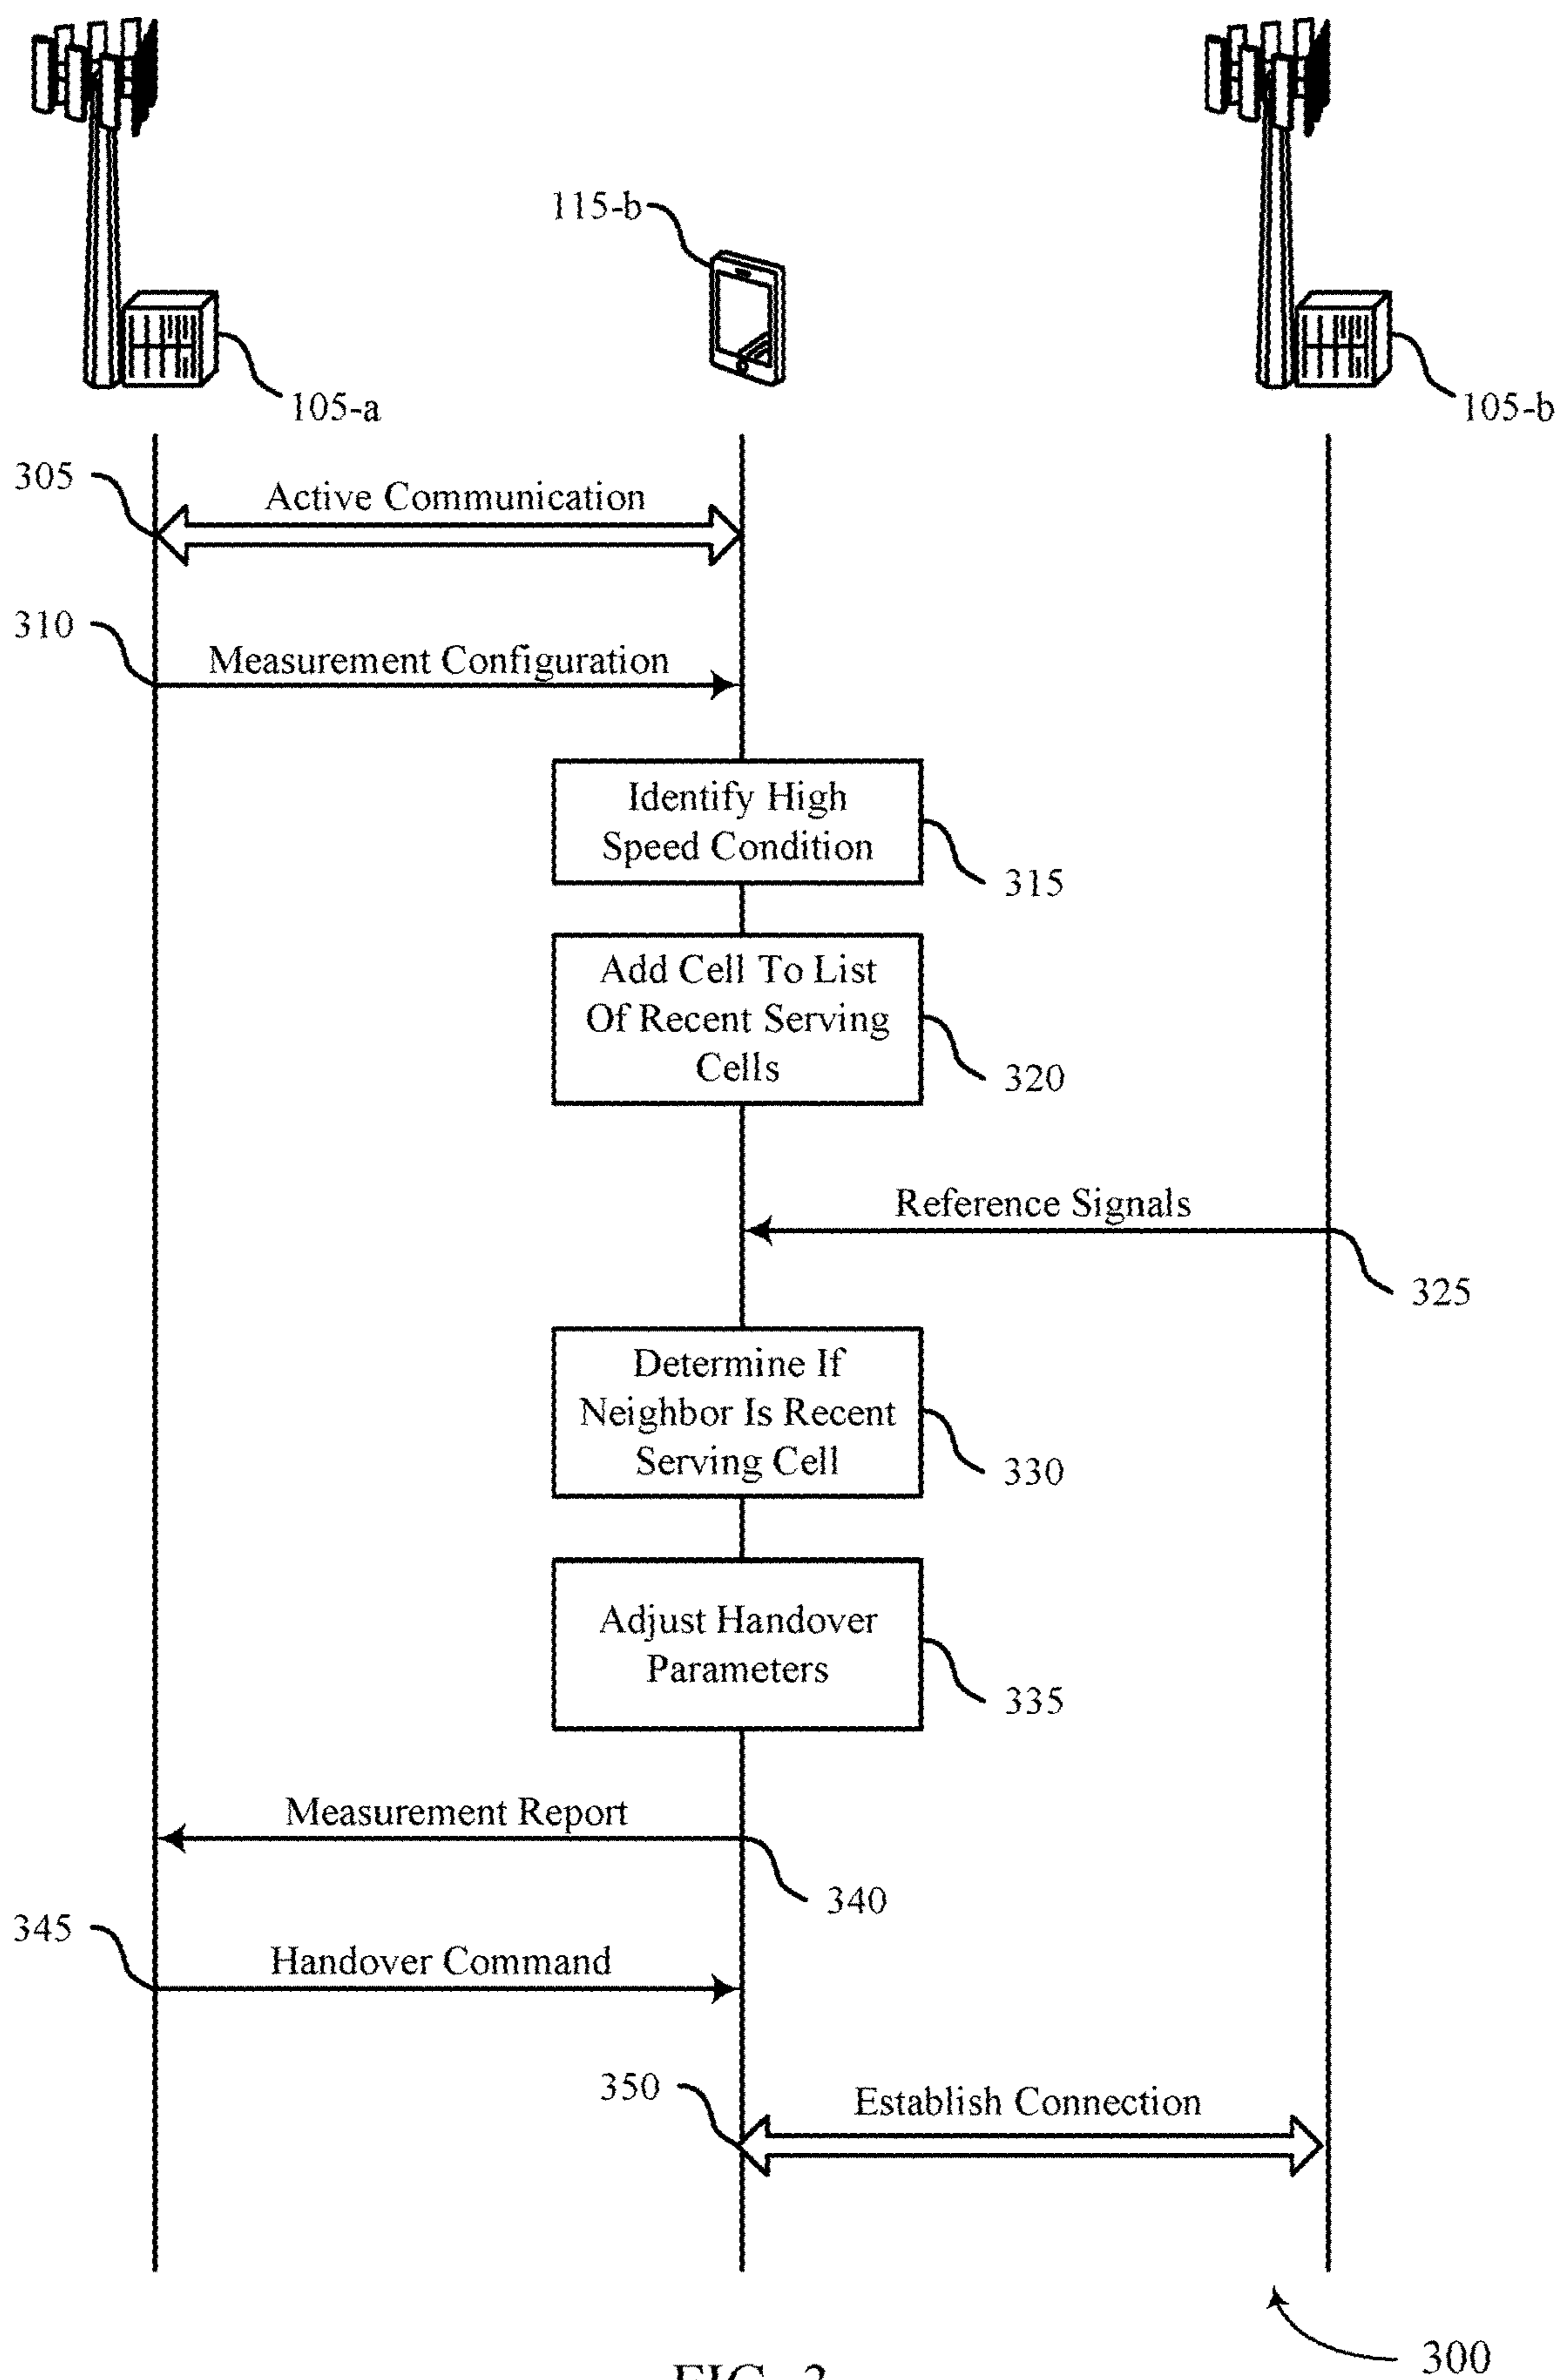 115-b
105-a
105-b
305
Active Communication
310
Measurement Configuration
Identify High
Speed Condition
315
Add Cell To List
Of Recent Serving
Cells
320
Reference Signals
325
Determine If
Neighbor Is Recent
Serving Cell
330
Adjust Handover
Parameters
335
Measurement Report
340
345
Handover Command
350
Establish Connection
300